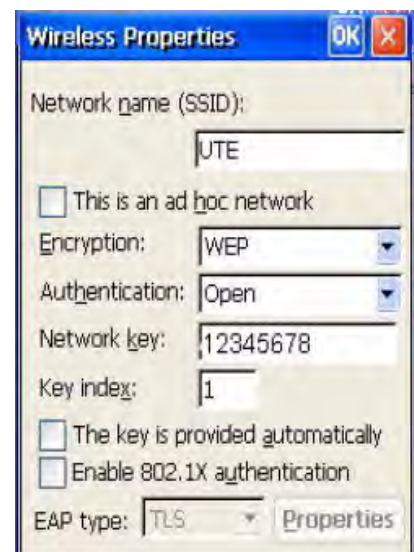 Wireless Properties OK
Network name (SSID):
UTE
This is an ad hoc network
Encryption: WEP
Authentication: Open
Network key: 12345678
Key index: 1
The key is provided automatically
Enable 802.1X authentication
EAP type: TLS Properties